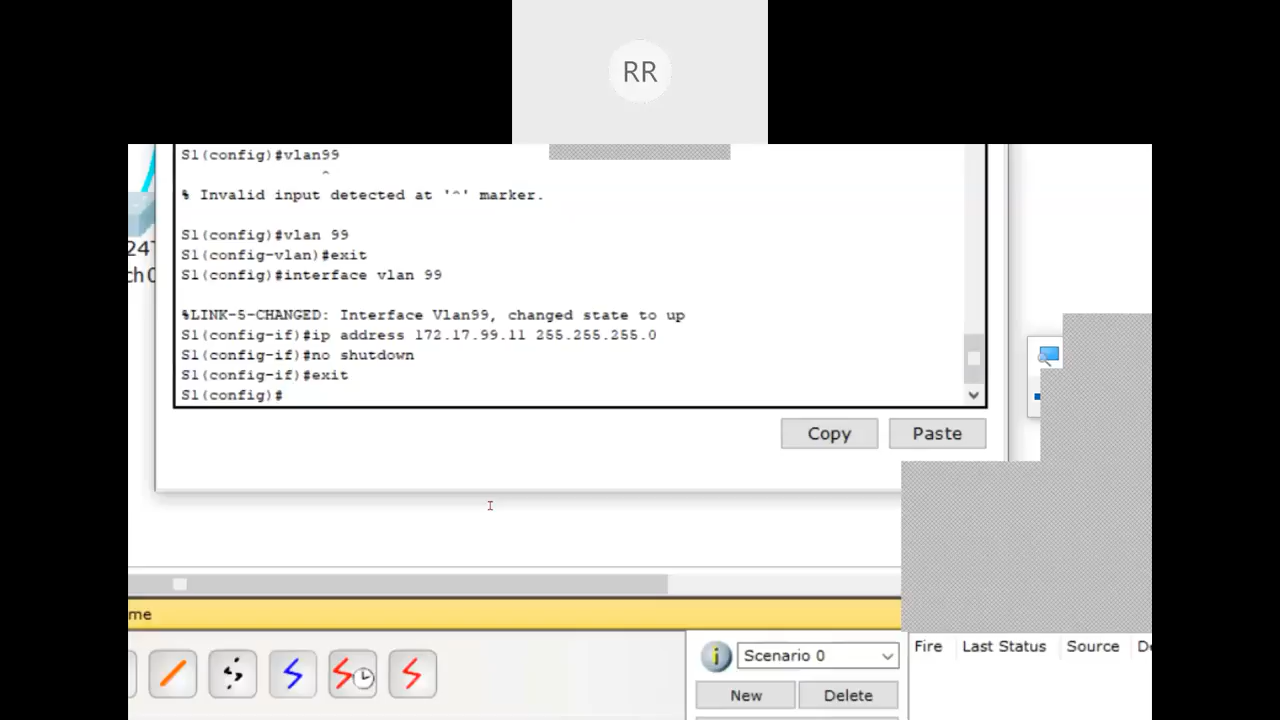 RR
S1(config)#vlan99
^
% Invalid input detected at '^' marker.
S1(config)#vlan 99
S1(config-vlan)#exit
S1(config)#interface vlan 99
%LINK-5-CHANGED: Interface Vlan99, changed state to up
S1(config-if)#ip address 172.17.99.11 255.255.255.0
S1(config-if)#no shutdown
S1(config-if)#exit
S1(config)#
24T
ch0
Copy
Paste
me
i
Scenario 0
New
Delete
Fire
Last Status
Source